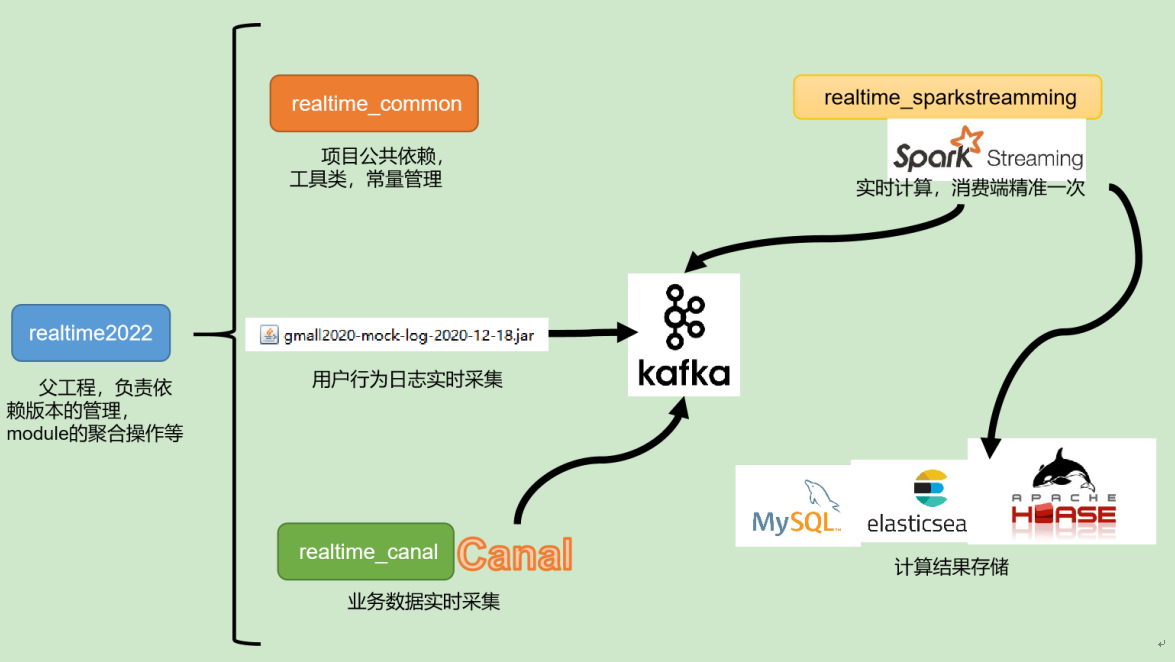 realtime_common
项目公共依赖，
工具类，常量管理
realtime_sparkstreamming
Spark Streaming
实时计算，消费端精准一次
realtime2022
父工程，负责依
赖版本的管理，
module的聚合操作等
gmall2020-mock-log-2020-12-18.jar
用户行为日志实时采集
kafka
realtime_canal
Canal
业务数据实时采集
MySQL
elasticsea
APACHE
HBASE
计算结果存储